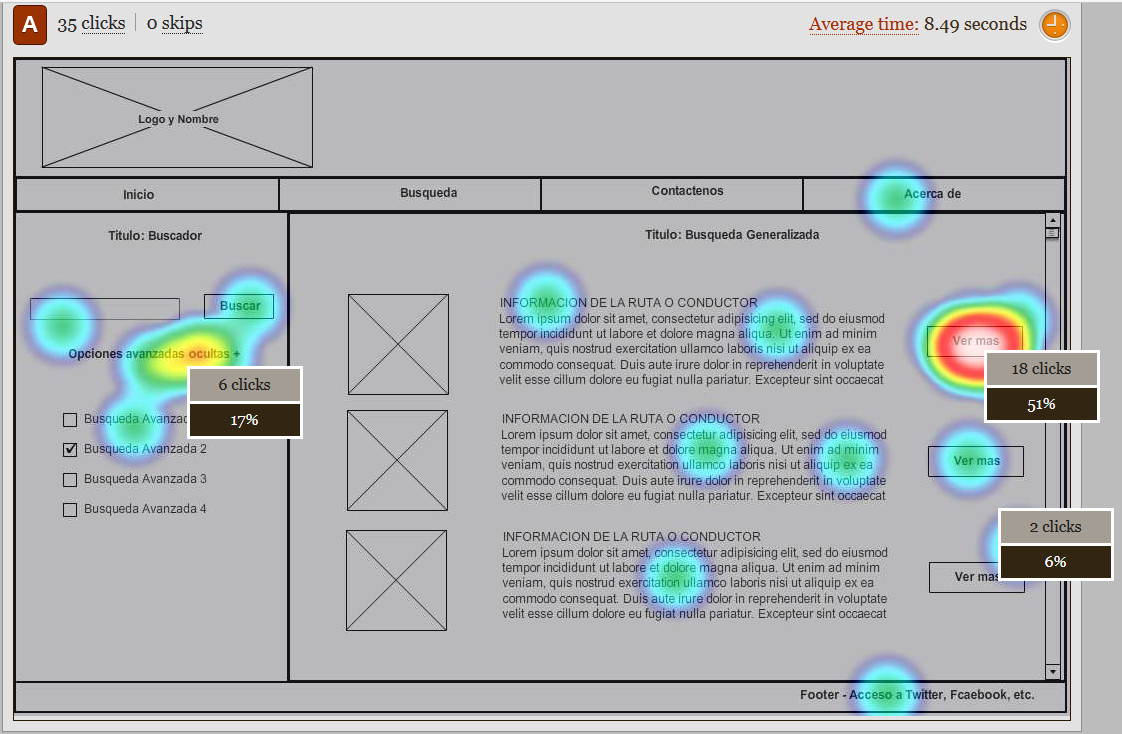 A 35 clicks 0 skips Average time: 8.49 seconds
Logo y Nombre
Inicio Busqueda Contactenos Acerca de
Titulo: Buscador
Buscar
Opciones avanzadas ocultas +
6 clicks
17%
Busqueda Avanzad
Busqueda Avanzada 2
Busqueda Avanzada 3
Busqueda Avanzada 4
Titulo: Busqueda Generalizada
INFORMACION DE LA RUTA O CONDUCTOR
Lorem ipsum dolor sit amet, consectetur adipisicing elit, sed do eiusmod
tempor incididunt ut labore et dolore magna aliqua. Ut enim ad minim
veniam, quis nostrud exercitation ullamco laboris nisi ut aliquip ex ea
commodo consequat. Duis aute irure dolor in reprehenderit in voluptate
velit esse cillum dolore eu fugiat nulla pariatur. Excepteur sint occaecat
Ver mas
18 clicks
51%
INFORMACION DE LA RUTA O CONDUCTOR
Lorem ipsum dolor sit amet, consectetur adipisicing elit, sed do eiusmod
tempor incididunt ut labore et dolore magna aliqua. Ut enim ad minim
veniam, quis nostrud exercitation ullamco laboris nisi ut aliquip ex ea
commodo consequat. Duis aute irure dolor in reprehenderit in voluptate
velit esse cillum dolore eu fugiat nulla pariatur. Excepteur sint occaecat
Ver mas
INFORMACION DE LA RUTA O CONDUCTOR
Lorem ipsum dolor sit amet, consectetur adipisicing elit, sed do eiusmod
tempor incididunt ut labore et dolore magna aliqua. Ut enim ad minim
veniam, quis nostrud exercitation ullamco laboris nisi ut aliquip ex ea
commodo consequat. Duis aute irure dolor in reprehenderit in voluptate
velit esse cillum dolore eu fugiat nulla pariatur. Excepteur sint occaecat
2 clicks
6%
Ver mas
Footer - Acceso a Twitter, Fcaebook, etc.